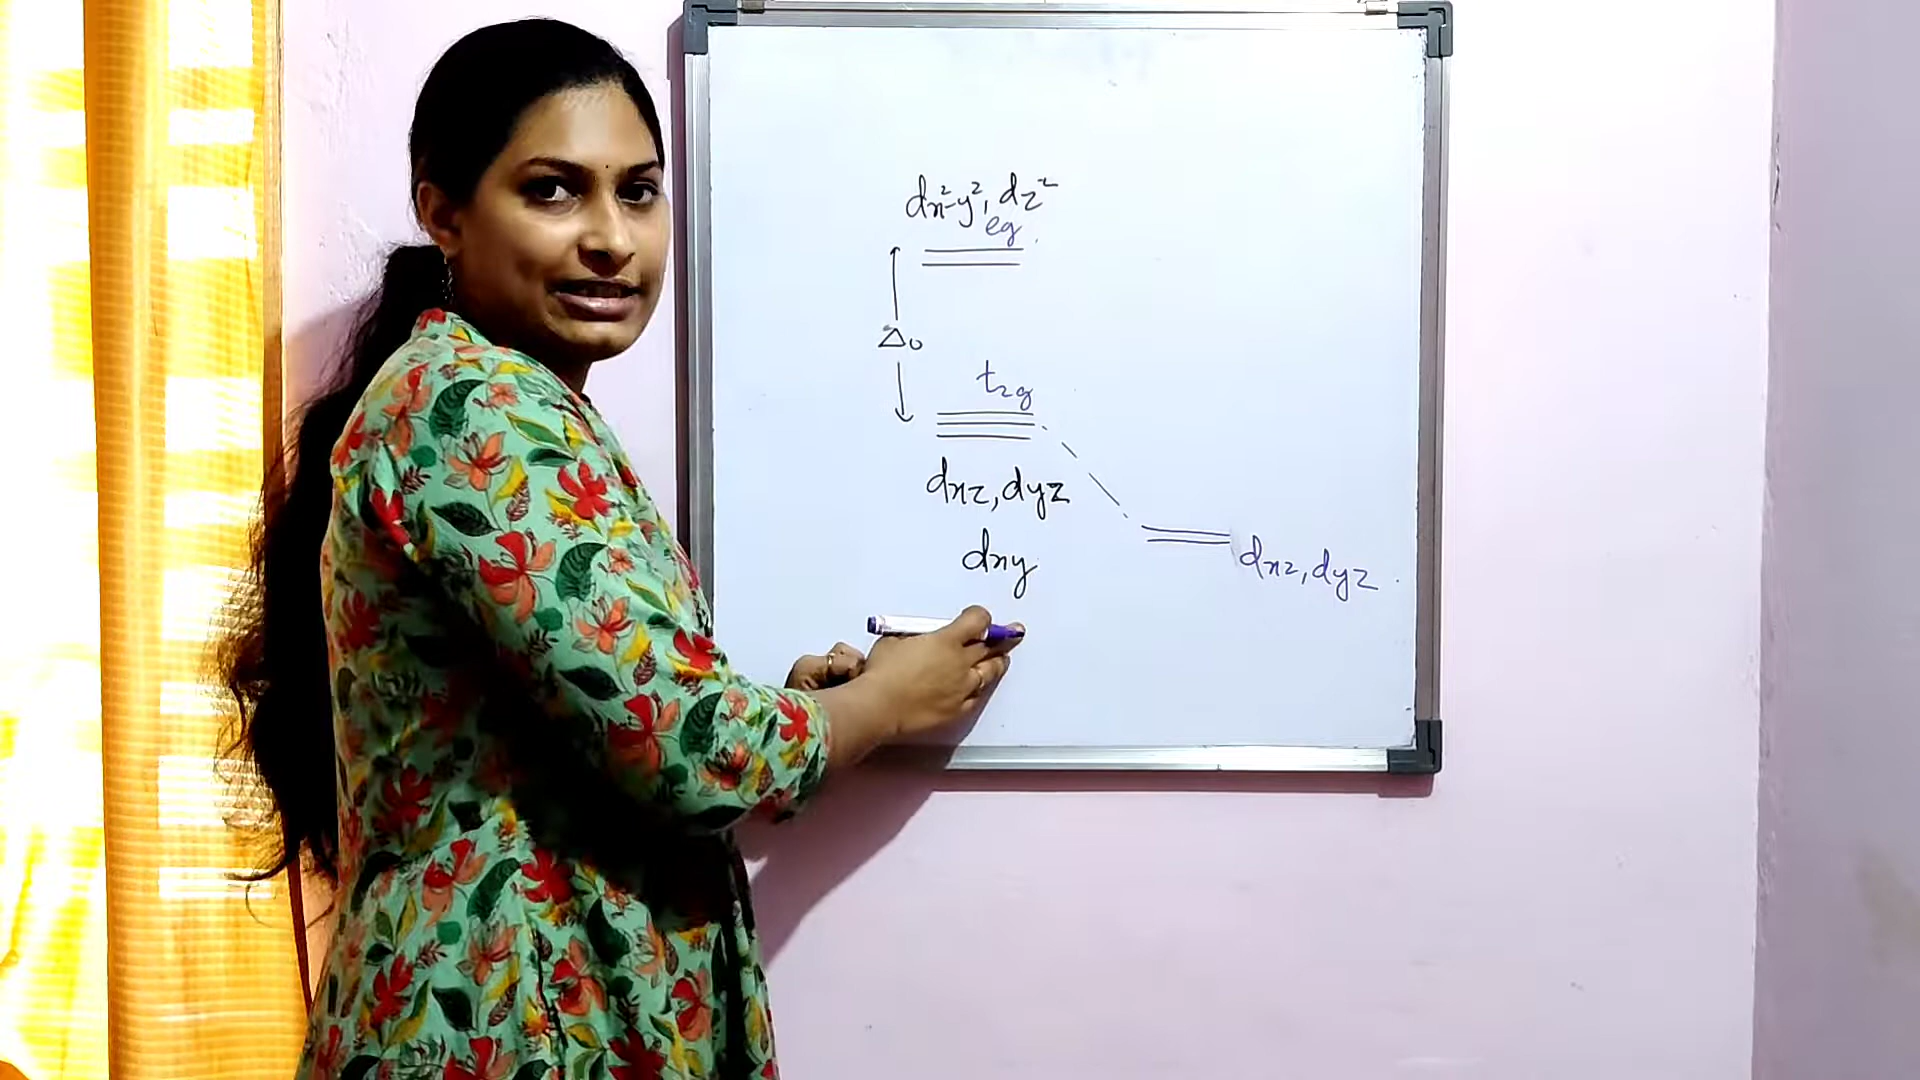 dx²-y², dz²
eg
Δo
t2g
dxz, dyz
dxy
dxz, dyz